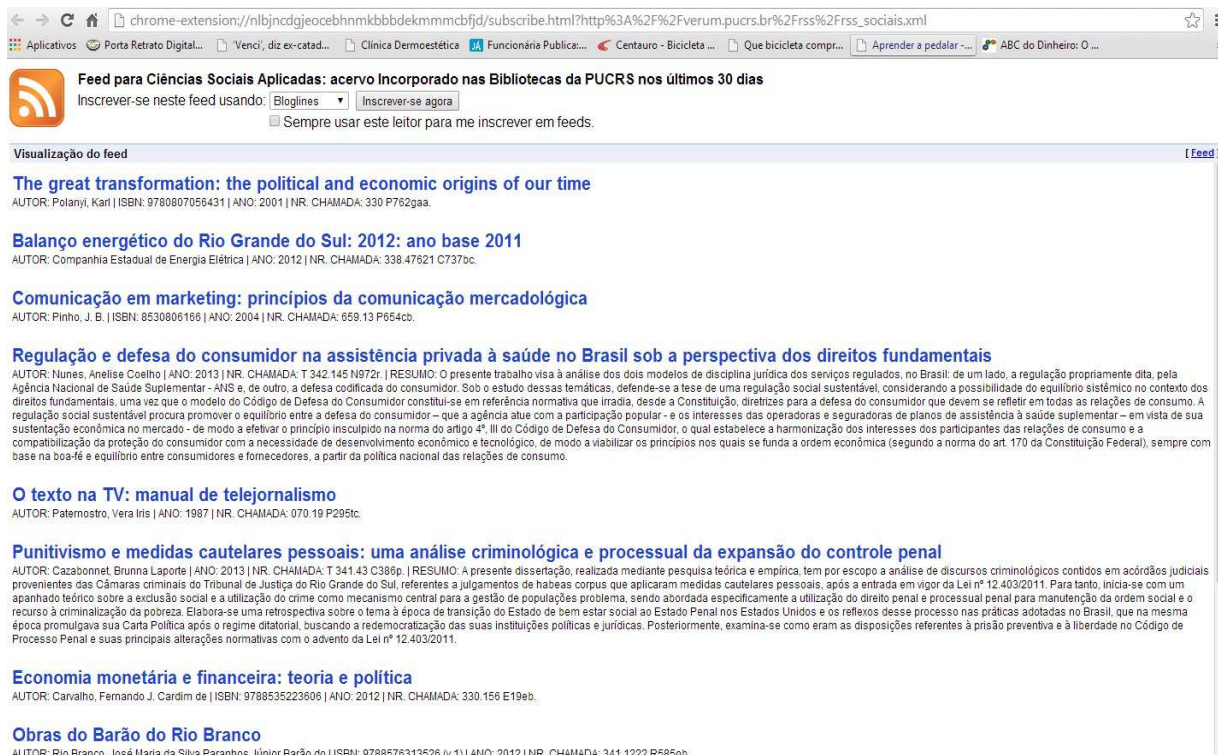 chrome-extension://nlbjncdgjeocebhnmkbbbdekmmmcbfjd/subscribe.html?http%3A%2F%2Fverum.pucrs.br%2Frss%2Frss_sociais.xml
Aplicativos Porta Retrato Digital... 'Venci', diz ex-catad... Clínica Dermoestética Funcionária Publica:... Centauro - Bicicleta ... Que bicicleta compr... Aprender a pedalar -... ABC do Dinheiro: O ...
Feed para Ciências Sociais Aplicadas: acervo Incorporado nas Bibliotecas da PUCRS nos últimos 30 dias
Inscrever-se neste feed usando: Bloglines Inscrever-se agora
Sempre usar este leitor para me inscrever em feeds.
Visualização do feed [ Feed ]
The great transformation: the political and economic origins of our time
AUTOR: Polanyi, Karl | ISBN: 9780807056431 | ANO: 2001 | NR. CHAMADA: 330 P762gaa.
Balanço energético do Rio Grande do Sul: 2012: ano base 2011
AUTOR: Companhia Estadual de Energia Elétrica | ANO: 2012 | NR. CHAMADA: 338.47621 C737bc.
Comunicação em marketing: princípios da comunicação mercadológica
AUTOR: Pinho, J. B. | ISBN: 8530806166 | ANO: 2004 | NR. CHAMADA: 659.13 P654cb.
Regulação e defesa do consumidor na assistência privada à saúde no Brasil sob a perspectiva dos direitos fundamentais
AUTOR: Nunes, Anelise Coelho | ANO: 2013 | NR. CHAMADA: T 342.145 N972r. | RESUMO: O presente trabalho visa à análise dos dois modelos de disciplina jurídica dos serviços regulados, no Brasil: de um lado, a regulação propriamente dita, pela
Agência Nacional de Saúde Suplementar - ANS e, de outro, a defesa codificada do consumidor. Sob o estudo dessas temáticas, defende-se a tese de uma regulação social sustentável, considerando a possibilidade do equilíbrio sistêmico no contexto dos
direitos fundamentais, uma vez que o modelo do Código de Defesa do Consumidor constitui-se em referência normativa que irradia, desde a Constituição, diretrizes para a defesa do consumidor que devem se refletir em todas as relações de consumo. A
regulação social sustentável procura promover o equilíbrio entre a defesa do consumidor – que a agência atue com a participação popular - e os interesses das operadoras e seguradoras de planos de assistência à saúde suplementar – em vista de sua
sustentação econômica no mercado - de modo a efetivar o princípio insculpido na norma do artigo 4º, III do Código de Defesa do Consumidor, o qual estabelece a harmonização dos interesses dos participantes das relações de consumo e a
compatibilização da proteção do consumidor com a necessidade de desenvolvimento econômico e tecnológico, de modo a viabilizar os princípios nos quais se funda a ordem econômica (segundo a norma do art. 170 da Constituição Federal), sempre com
base na boa-fé e equilíbrio entre consumidores e fornecedores, a partir da política nacional das relações de consumo.
O texto na TV: manual de telejornalismo
AUTOR: Paternostro, Vera Iris | ANO: 1987 | NR. CHAMADA: 070.19 P295tc.
Punitivismo e medidas cautelares pessoais: uma análise criminológica e processual da expansão do controle penal
AUTOR: Cazabonnet, Brunna Laporte | ANO: 2013 | NR. CHAMADA: T 341.43 C386p. | RESUMO: A presente dissertação, realizada mediante pesquisa teórica e empírica, tem por escopo a análise de discursos criminológicos contidos em acórdãos judiciais
provenientes das Câmaras criminais do Tribunal de Justiça do Rio Grande do Sul, referentes a julgamentos de habeas corpus que aplicaram medidas cautelares pessoais, após a entrada em vigor da Lei nº 12.403/2011. Para tanto, inicia-se com um
apanhado teórico sobre a exclusão social e a utilização do crime como mecanismo central para a gestão de populações problema, sendo abordada especificamente a utilização do direito penal e processual penal para manutenção da ordem social e o
recurso à criminalização da pobreza. Elabora-se uma retrospectiva sobre o tema à época de transição do Estado de bem estar social ao Estado Penal nos Estados Unidos e os reflexos desse processo nas práticas adotadas no Brasil, que na mesma
época promulgava sua Carta Política após o regime ditatorial, buscando a redemocratização das suas instituições políticas e jurídicas. Posteriormente, examina-se como eram as disposições referentes à prisão preventiva e à liberdade no Código de
Processo Penal e suas principais alterações normativas com o advento da Lei nº 12.403/2011.
Economia monetária e financeira: teoria e política
AUTOR: Carvalho, Fernando J. Cardim de | ISBN: 9788535223606 | ANO: 2012 | NR. CHAMADA: 330.156 E19eb.
Obras do Barão do Rio Branco
AUTOR: Rio Branco, José Maria da Silva Paranhos Júnior Barão do | ISBN: 9788576313526 (v.1) | ANO: 2012 | NR. CHAMADA: 341.1222 R585ob